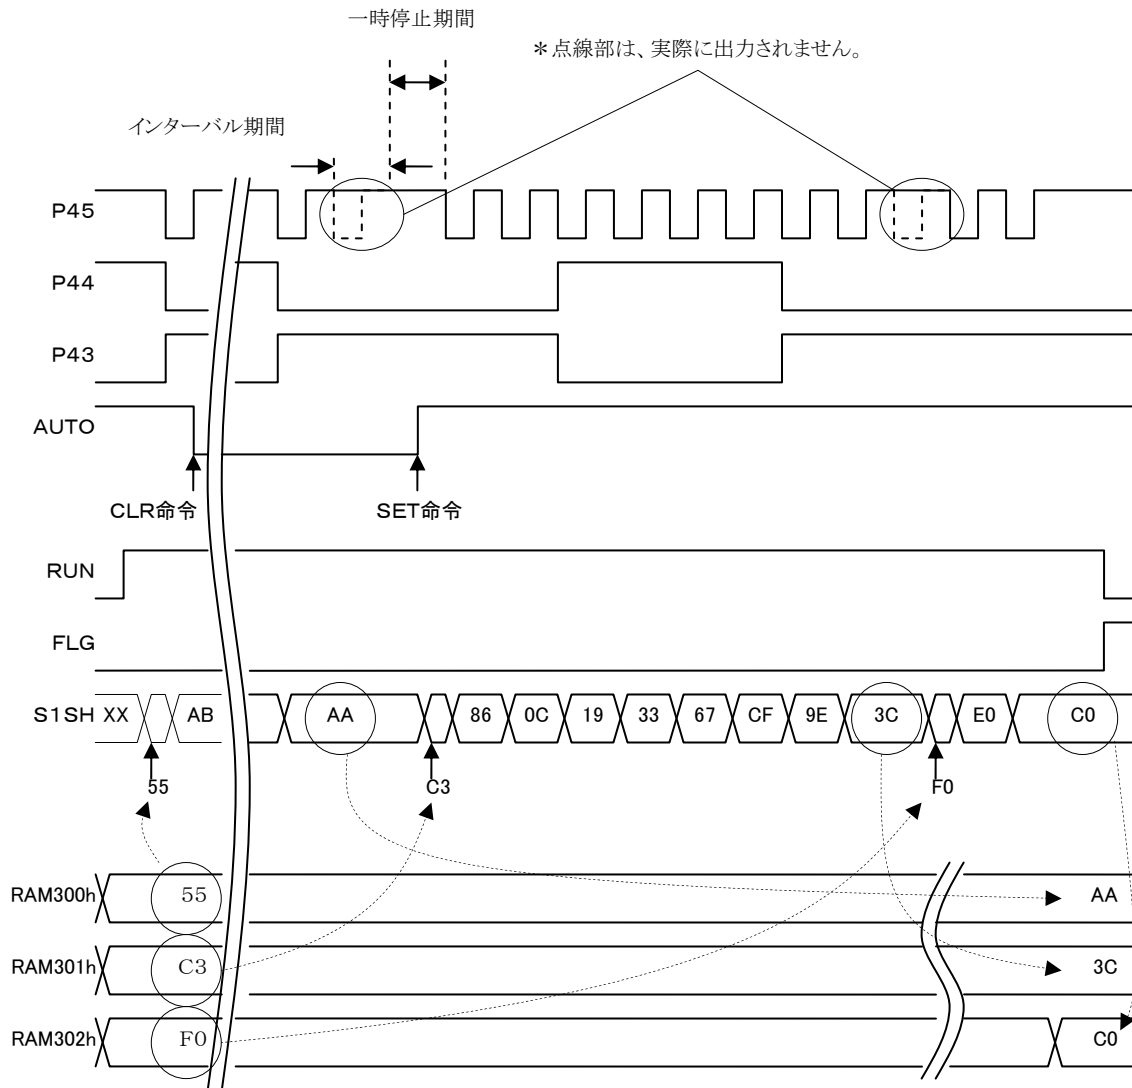 一時停止期間
＊点線部は、実際に出力されません。
インターバル期間
P45
P44
P43
AUTO
CLR命令
SET命令
RUN
FLG
S1SH XX AB AA 86 0C 19 33 67 CF 9E 3C E0 C0
55 C3 F0
RAM300h 55 AA
RAM301h C3 3C
RAM302h F0 C0